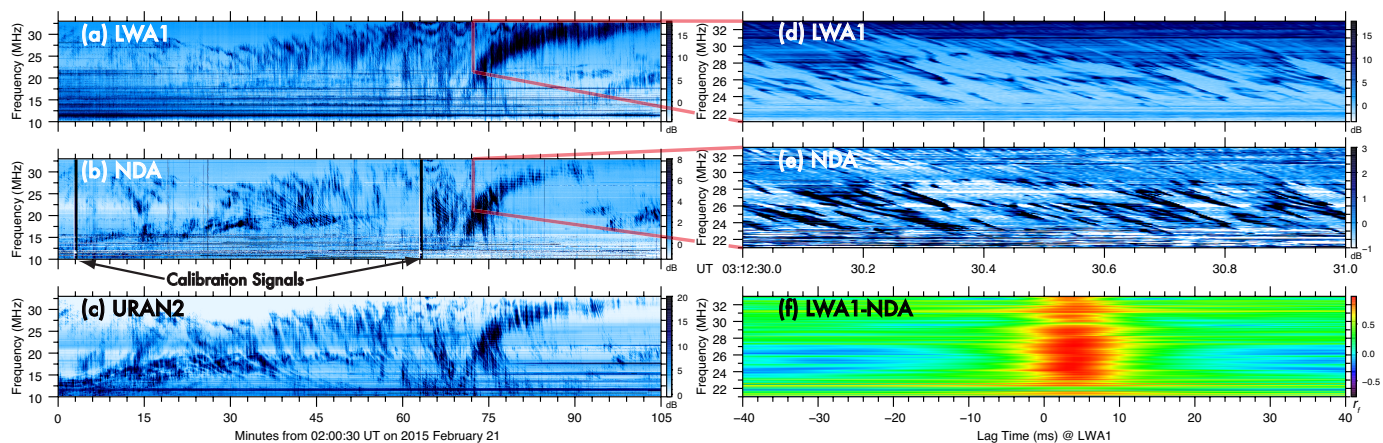 (a) LWA1
Frequency (MHz)
30
25
20
15
10
15
10
5
0
dB
(b) NDA
Frequency (MHz)
30
25
20
15
10
8
6
4
2
0
dB
Calibration Signals
(c) URAN2
Frequency (MHz)
30
25
20
15
10
20
15
10
5
0
dB
0 15 30 45 60 75 90 105
Minutes from 02:00:30 UT on 2015 February 21
(d) LWA1
Frequency (MHz)
32
30
28
26
24
22
15
10
5
0
dB
(e) NDA
Frequency (MHz)
32
30
28
26
24
22
3
2
1
0
−1
dB
UT 03:12:30.0 30.2 30.4 30.6 30.8 31.0
(f) LWA1-NDA
Frequency (MHz)
32
30
28
26
24
22
0.5
0.0
−0.5
rf
−40 −30 −20 −10 0 10 20 30 40
Lag Time (ms) @ LWA1